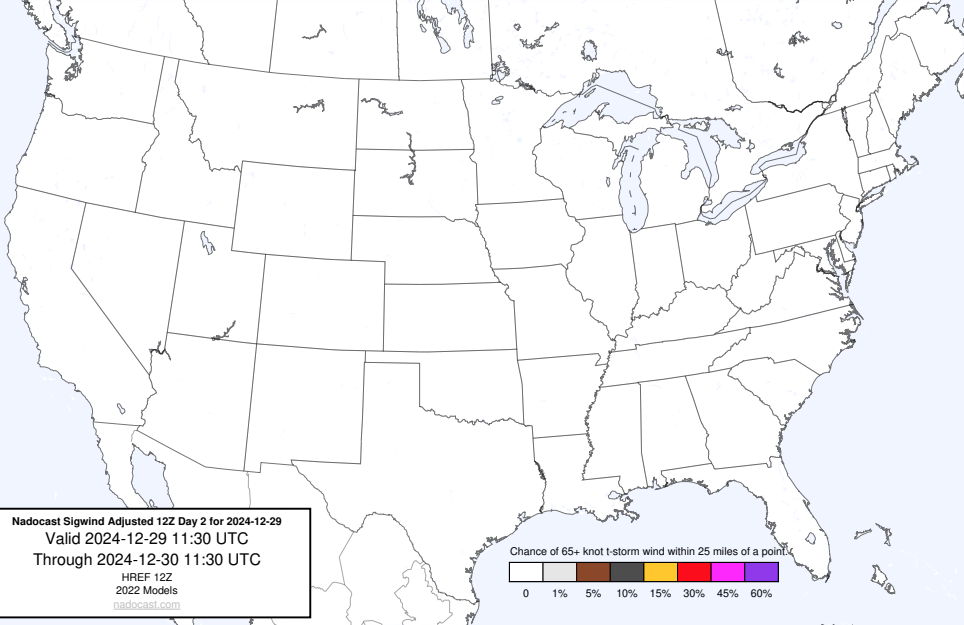 Nadocast Sigwind Adjusted 12Z Day 2 for 2024-12-29
Valid 2024-12-29 11:30 UTC
Through 2024-12-30 11:30 UTC
HREF 12Z
2022 Models
nadocast.com
Chance of 65+ knot t-storm wind within 25 miles of a point.
0 1% 5% 10% 15% 30% 45% 60%